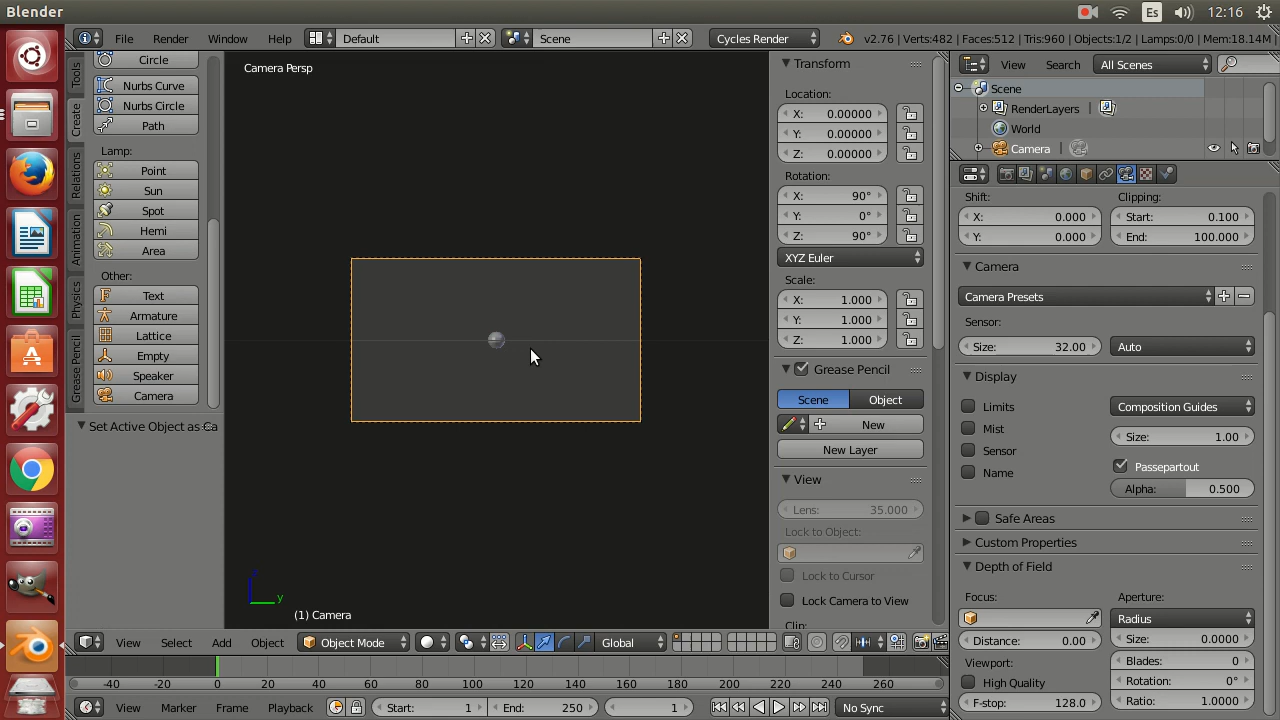 Blender
Es
12:16
File Render Window Help
Default
Scene
Cycles Render
v2.76 | Verts:482 | Faces:512 | Tris:960 | Objects:1/2 | Lamps:0/0 | Mem:18.14M |
Tools
Create
Relations
Animation
Physics
Grease Pencil
Circle
Nurbs Curve
Nurbs Circle
Path
Lamp:
Point
Sun
Spot
Hemi
Area
Other:
Text
Armature
Lattice
Empty
Speaker
Camera
Set Active Object as Ca
Camera Persp
y
(1) Camera
View Select Add Object
Object Mode
Global
Transform
Location:
X: 0.00000
Y: 0.00000
Z: 0.00000
Rotation:
X: 90°
Y: 0°
Z: 90°
XYZ Euler
Scale:
X: 1.000
Y: 1.000
Z: 1.000
Grease Pencil
Scene Object
New
New Layer
View
Lens: 35.000
Lock to Object:
Lock to Cursor
Lock Camera to View
Clip:
View Search All Scenes
Scene
RenderLayers
World
Camera
Shift: Clipping:
X: 0.000 Start: 0.100
Y: 0.000 End: 100.000
Camera
Camera Presets
Sensor:
Size: 32.00 Auto
Display
Limits Composition Guides
Mist Size: 1.00
Sensor Passepartout
Name Alpha: 0.500
Safe Areas
Custom Properties
Depth of Field
Focus: Aperture:
Radius
Distance: 0.00 Size: 0.0000
Viewport: Blades: 0
High Quality Rotation: 0°
F-stop: 128.0 Ratio: 1.0000
-40 -20 0 20 40 60 80 100 120 140 160 180 200 220 240 260
View Marker Frame Playback
Start: 1 End: 250 1
No Sync